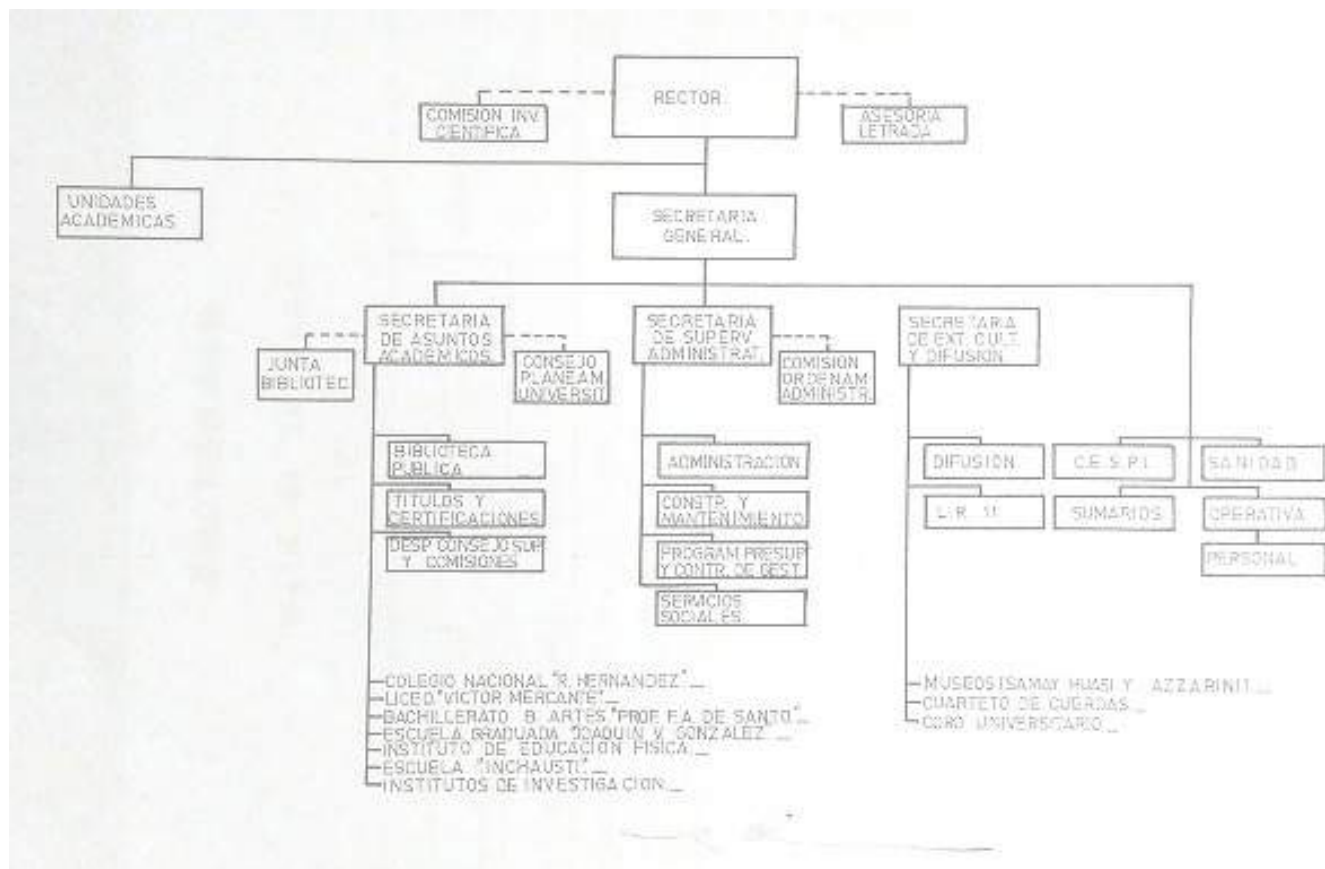 RECTOR.
COMISION INV.
CIENTIFICA
ASESORIA
LETRADA
UNIDADES
ACADEMICAS
SECRETARIA
GENERAL.
SECRETARIA
DE ASUNTOS
ACADEMICOS.
JUNTA
BIBLIOTEC.
CONSEJO
PLANEAM
UNIVERSIT
SECRETARIA
DE SUPERV
ADMINISTRAT.
COMISION
ORDENAM
ADMINISTR.
SECRETARIA
DE EXT. CULT.
Y DIFUSION
BIBLIOTECA
PUBLICA
TITULOS Y
CERTIFICACIONES
DESP. CONSEJO SUP.
Y COMISIONES
ADMINISTRACION
CONSTR. Y
MANTENIMIENTO
PROGRAM. PRESUP.
Y CONTR. DE GEST.
SERVICIOS
SOCIALES
DIFUSION
C.E.S.P.I.
SANIDAD
SUMARIOS
OPERATIVA
PERSONAL
COLEGIO NACIONAL "R. HERNANDEZ"
LICEO "VICTOR MERCANTE"
BACHILLERATO B. ARTES "PROF. F.A. DE SANTO"
ESCUELA GRADUADA "JOAQUIN V. GONZALEZ"
INSTITUTO DE EDUCACION FISICA
ESCUELA "INCHAUSTI"
INSTITUTOS DE INVESTIGACION
MUSEOS (SAMAY HUASI Y AZZARINI)
CUARTETO DE CUERDAS
CORO UNIVERSITARIO